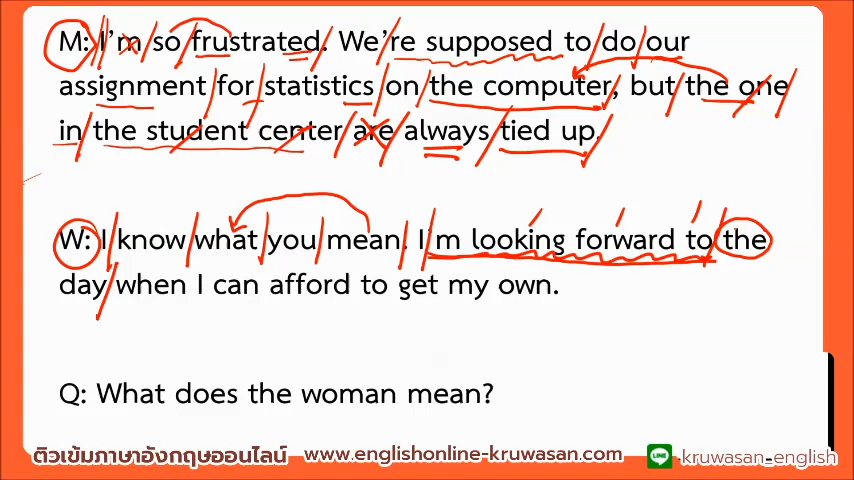 M: I'm so frustrated. We're supposed to do our
assignment for statistics on the computer, but the one
in the student center are always tied up.
W: I know what you mean. I'm looking forward to the
day when I can afford to get my own.
Q: What does the woman mean?
ติวเข้มภาษาอังกฤษออนไลน์ www.englishonline-kruwasan.com LINE :kruwasan_english